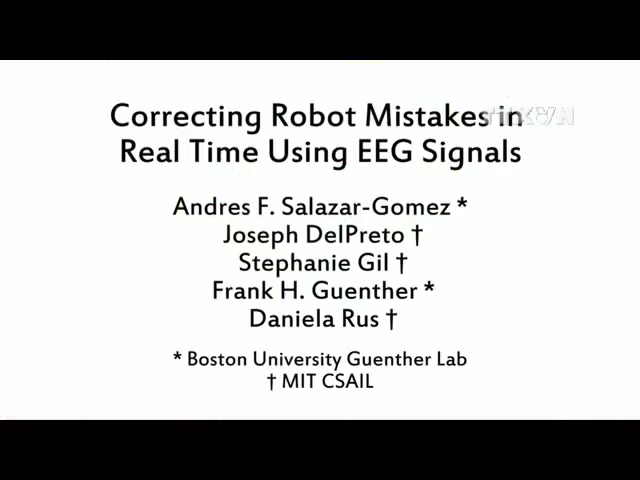 Correcting Robot Mistakes in
Real Time Using EEG Signals
Andres F. Salazar-Gomez *
Joseph DelPreto †
Stephanie Gil †
Frank H. Guenther *
Daniela Rus †
* Boston University Guenther Lab
† MIT CSAIL